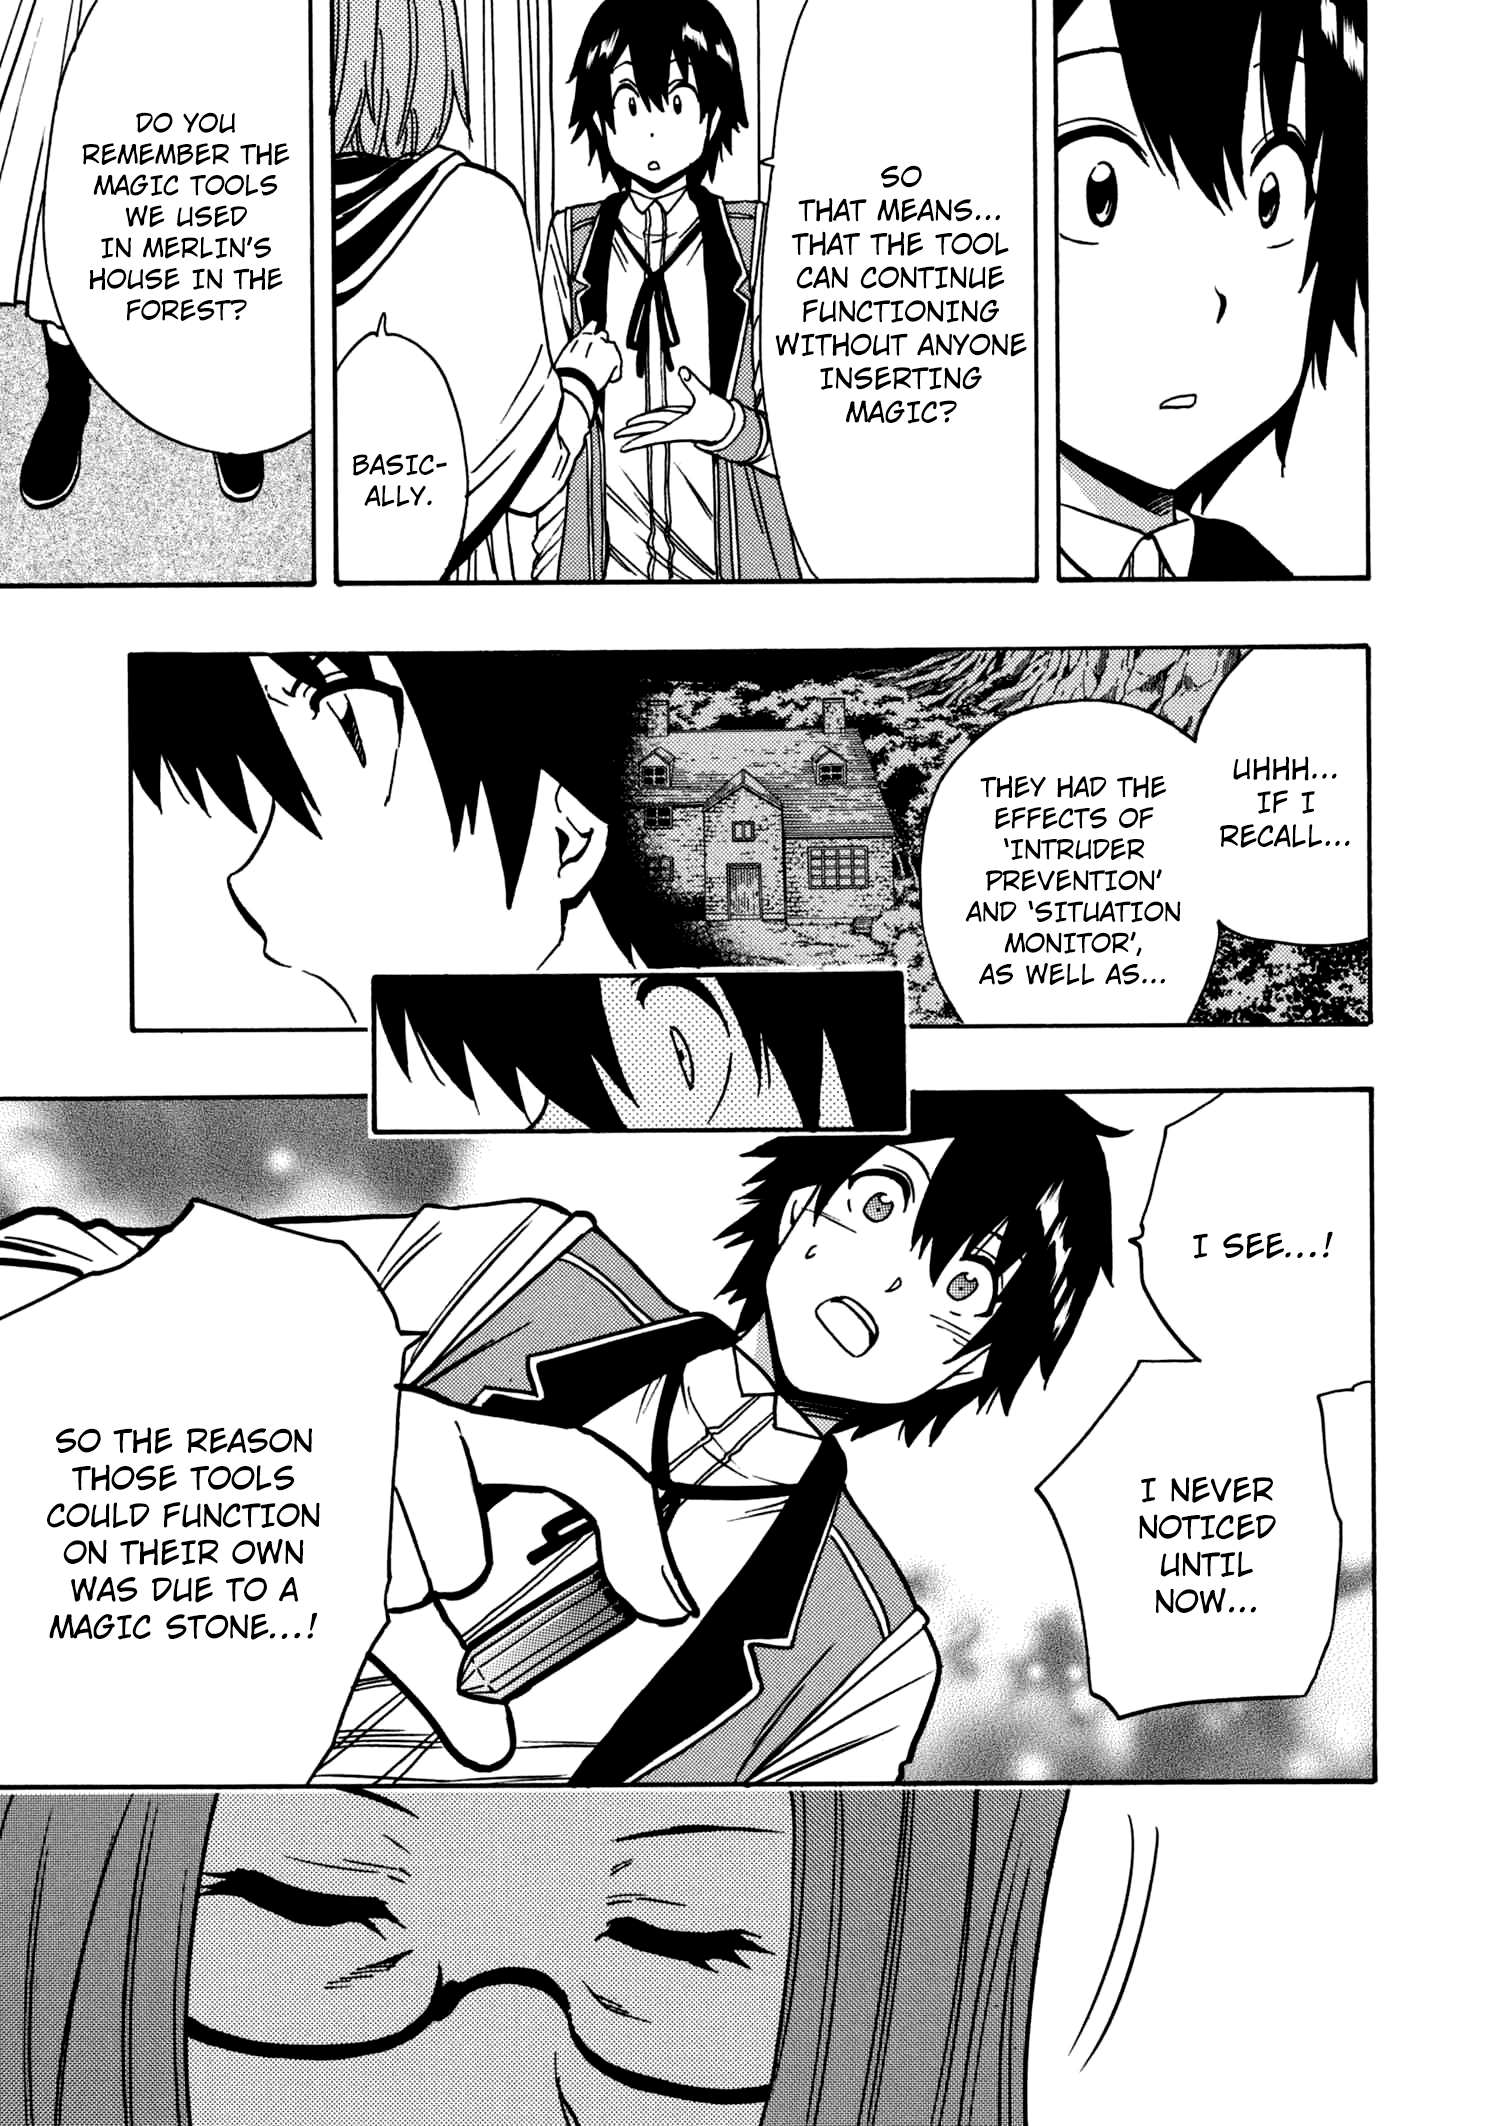 SO
THAT MEANS...
THAT THE TOOL
CAN CONTINUE
FUNCTIONING
WITHOUT ANYONE
INSERTING
MAGIC?
BASIC-
ALLY.
DO YOU
REMEMBER THE
MAGIC TOOLS
WE USED
IN MERLIN'S
HOUSE IN THE
FOREST?
UHHH...
IF I
RECALL...
THEY HAD THE
EFFECTS OF
'INTRUDER
PREVENTION'
AND 'SITUATION
MONITOR',
AS WELL AS...
I SEE...!
I NEVER
NOTICED
UNTIL
NOW...
SO THE REASON
THOSE TOOLS
COULD FUNCTION
ON THEIR OWN
WAS DUE TO A
MAGIC STONE...!